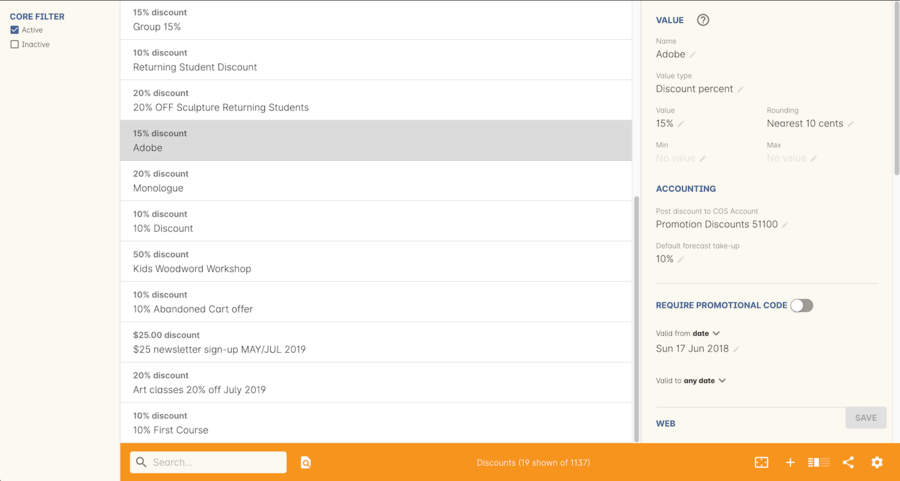 CORE FILTER
Active
Inactive
15% discount
Group 15%
10% discount
Returning Student Discount
20% discount
20% OFF Sculpture Returning Students
15% discount
Adobe
20% discount
Monologue
10% discount
10% Discount
50% discount
Kids Woodword Workshop
10% discount
10% Abandoned Cart offer
$25.00 discount
$25 newsletter sign-up MAY/JUL 2019
20% discount
Art classes 20% off July 2019
10% discount
10% First Course
Search...
Discounts (19 shown of 1137)
VALUE ?
Name
Adobe
Value type
Discount percent
Value Rounding
15% Nearest 10 cents
Min Max
No value No value
ACCOUNTING
Post discount to COS Account
Promotion Discounts 51100
Default forecast take-up
10%
REQUIRE PROMOTIONAL CODE
Valid from date
Sun 17 Jun 2018
Valid to any date
WEB
SAVE